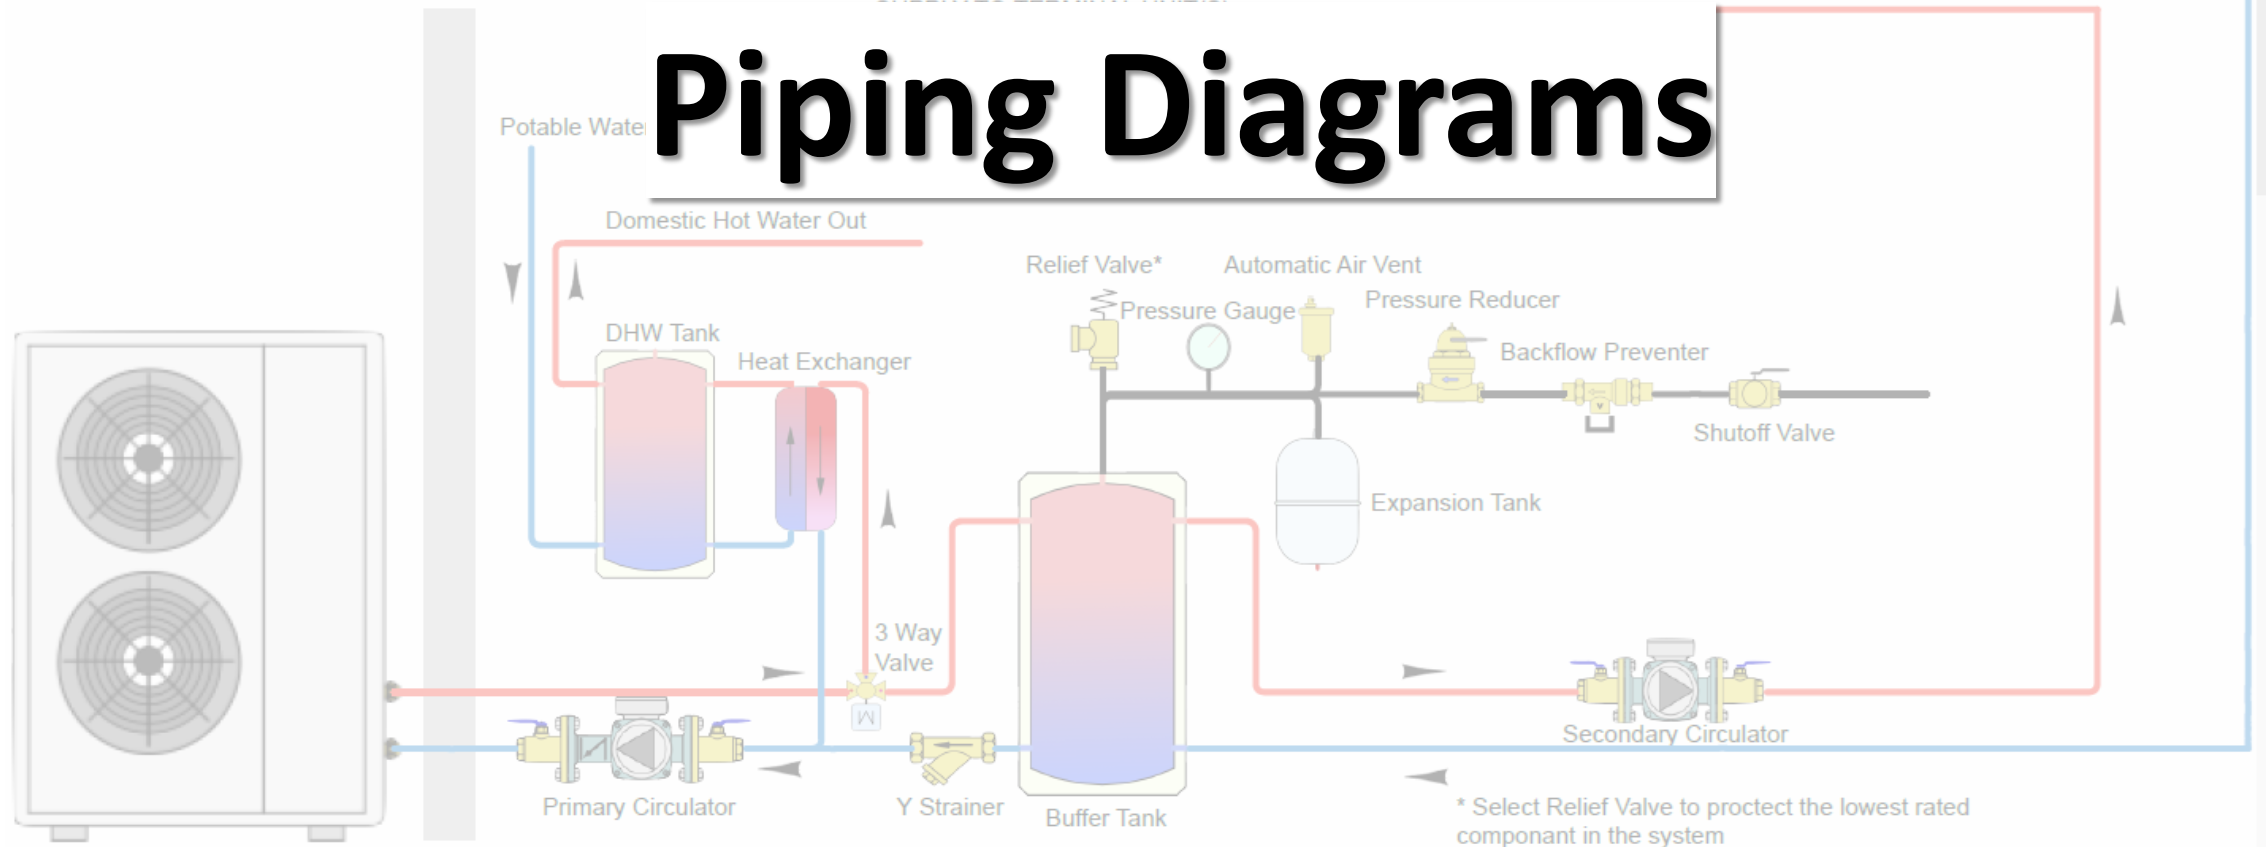 Piping Diagrams
Potable Wate
Domestic Hot Water Out
Relief Valve*
Automatic Air Vent
Pressure Gauge
Pressure Reducer
DHW Tank
Heat Exchanger
Backflow Preventer
Shutoff Valve
Expansion Tank
3 Way
Valve
M
Secondary Circulator
Primary Circulator
Y Strainer
Buffer Tank
* Select Relief Valve to proctect the lowest rated
componant in the system